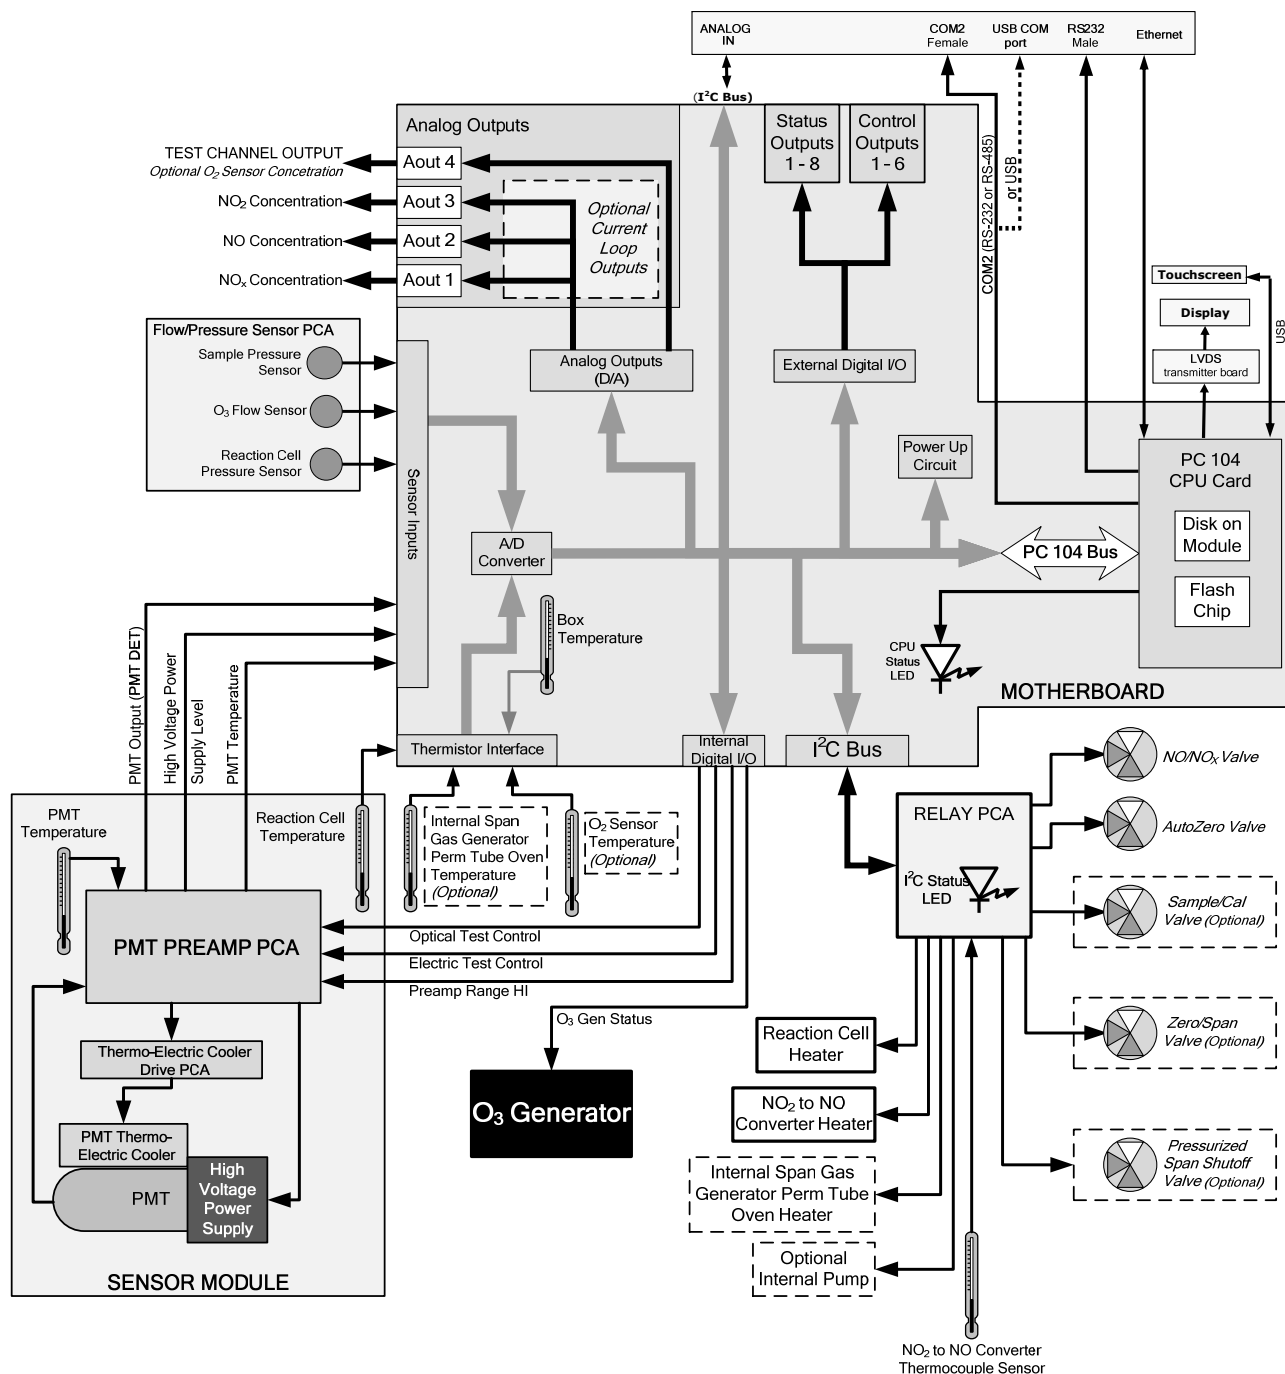 ANALOG
IN
COM2
Female
USB COM
port
RS232
Male
Ethernet
(I²C Bus)
Analog Outputs
Status
Outputs
1 - 8
Control
Outputs
1 - 6
COM2 (RS-232 or RS-485)
or USB
TEST CHANNEL OUTPUT
Optional O₂ Sensor Concetration
Aout 4
NO₂ Concentration
Aout 3
NO Concentration
Aout 2
NOₓ Concentration
Aout 1
Optional
Current
Loop
Outputs
Touchscreen
Display
USB
LVDS
transmitter board
Flow/Pressure Sensor PCA
Sample Pressure
Sensor
O₃ Flow Sensor
Reaction Cell
Pressure Sensor
Sensor Inputs
Analog Outputs
(D/A)
External Digital I/O
Power Up
Circuit
A/D
Converter
PC 104 Bus
PC 104
CPU Card
Disk on
Module
Flash
Chip
Box
Temperature
CPU
Status
LED
MOTHERBOARD
PMT Output (PMT DET)
High Voltage Power
Supply Level
PMT Temperature
Thermistor Interface
Internal
Digital I/O
I²C Bus
NO/NOₓ Valve
AutoZero Valve
Sample/Cal
Valve (Optional)
Zero/Span
Valve (Optional)
Pressurized
Span Shutoff
Valve (Optional)
RELAY PCA
I²C Status
LED
PMT
Temperature
Reaction Cell
Temperature
Internal Span
Gas Generator
Perm Tube Oven
Temperature
(Optional)
O₂ Sensor
Temperature
(Optional)
PMT PREAMP PCA
Optical Test Control
Electric Test Control
Preamp Range HI
O₃ Gen Status
O₃ Generator
Thermo-Electric Cooler
Drive PCA
PMT Thermo-
Electric Cooler
PMT
High
Voltage
Power
Supply
SENSOR MODULE
Reaction Cell
Heater
NO₂ to NO
Converter Heater
Internal Span Gas
Generator Perm Tube
Oven Heater
Optional
Internal Pump
NO₂ to NO Converter
Thermocouple Sensor